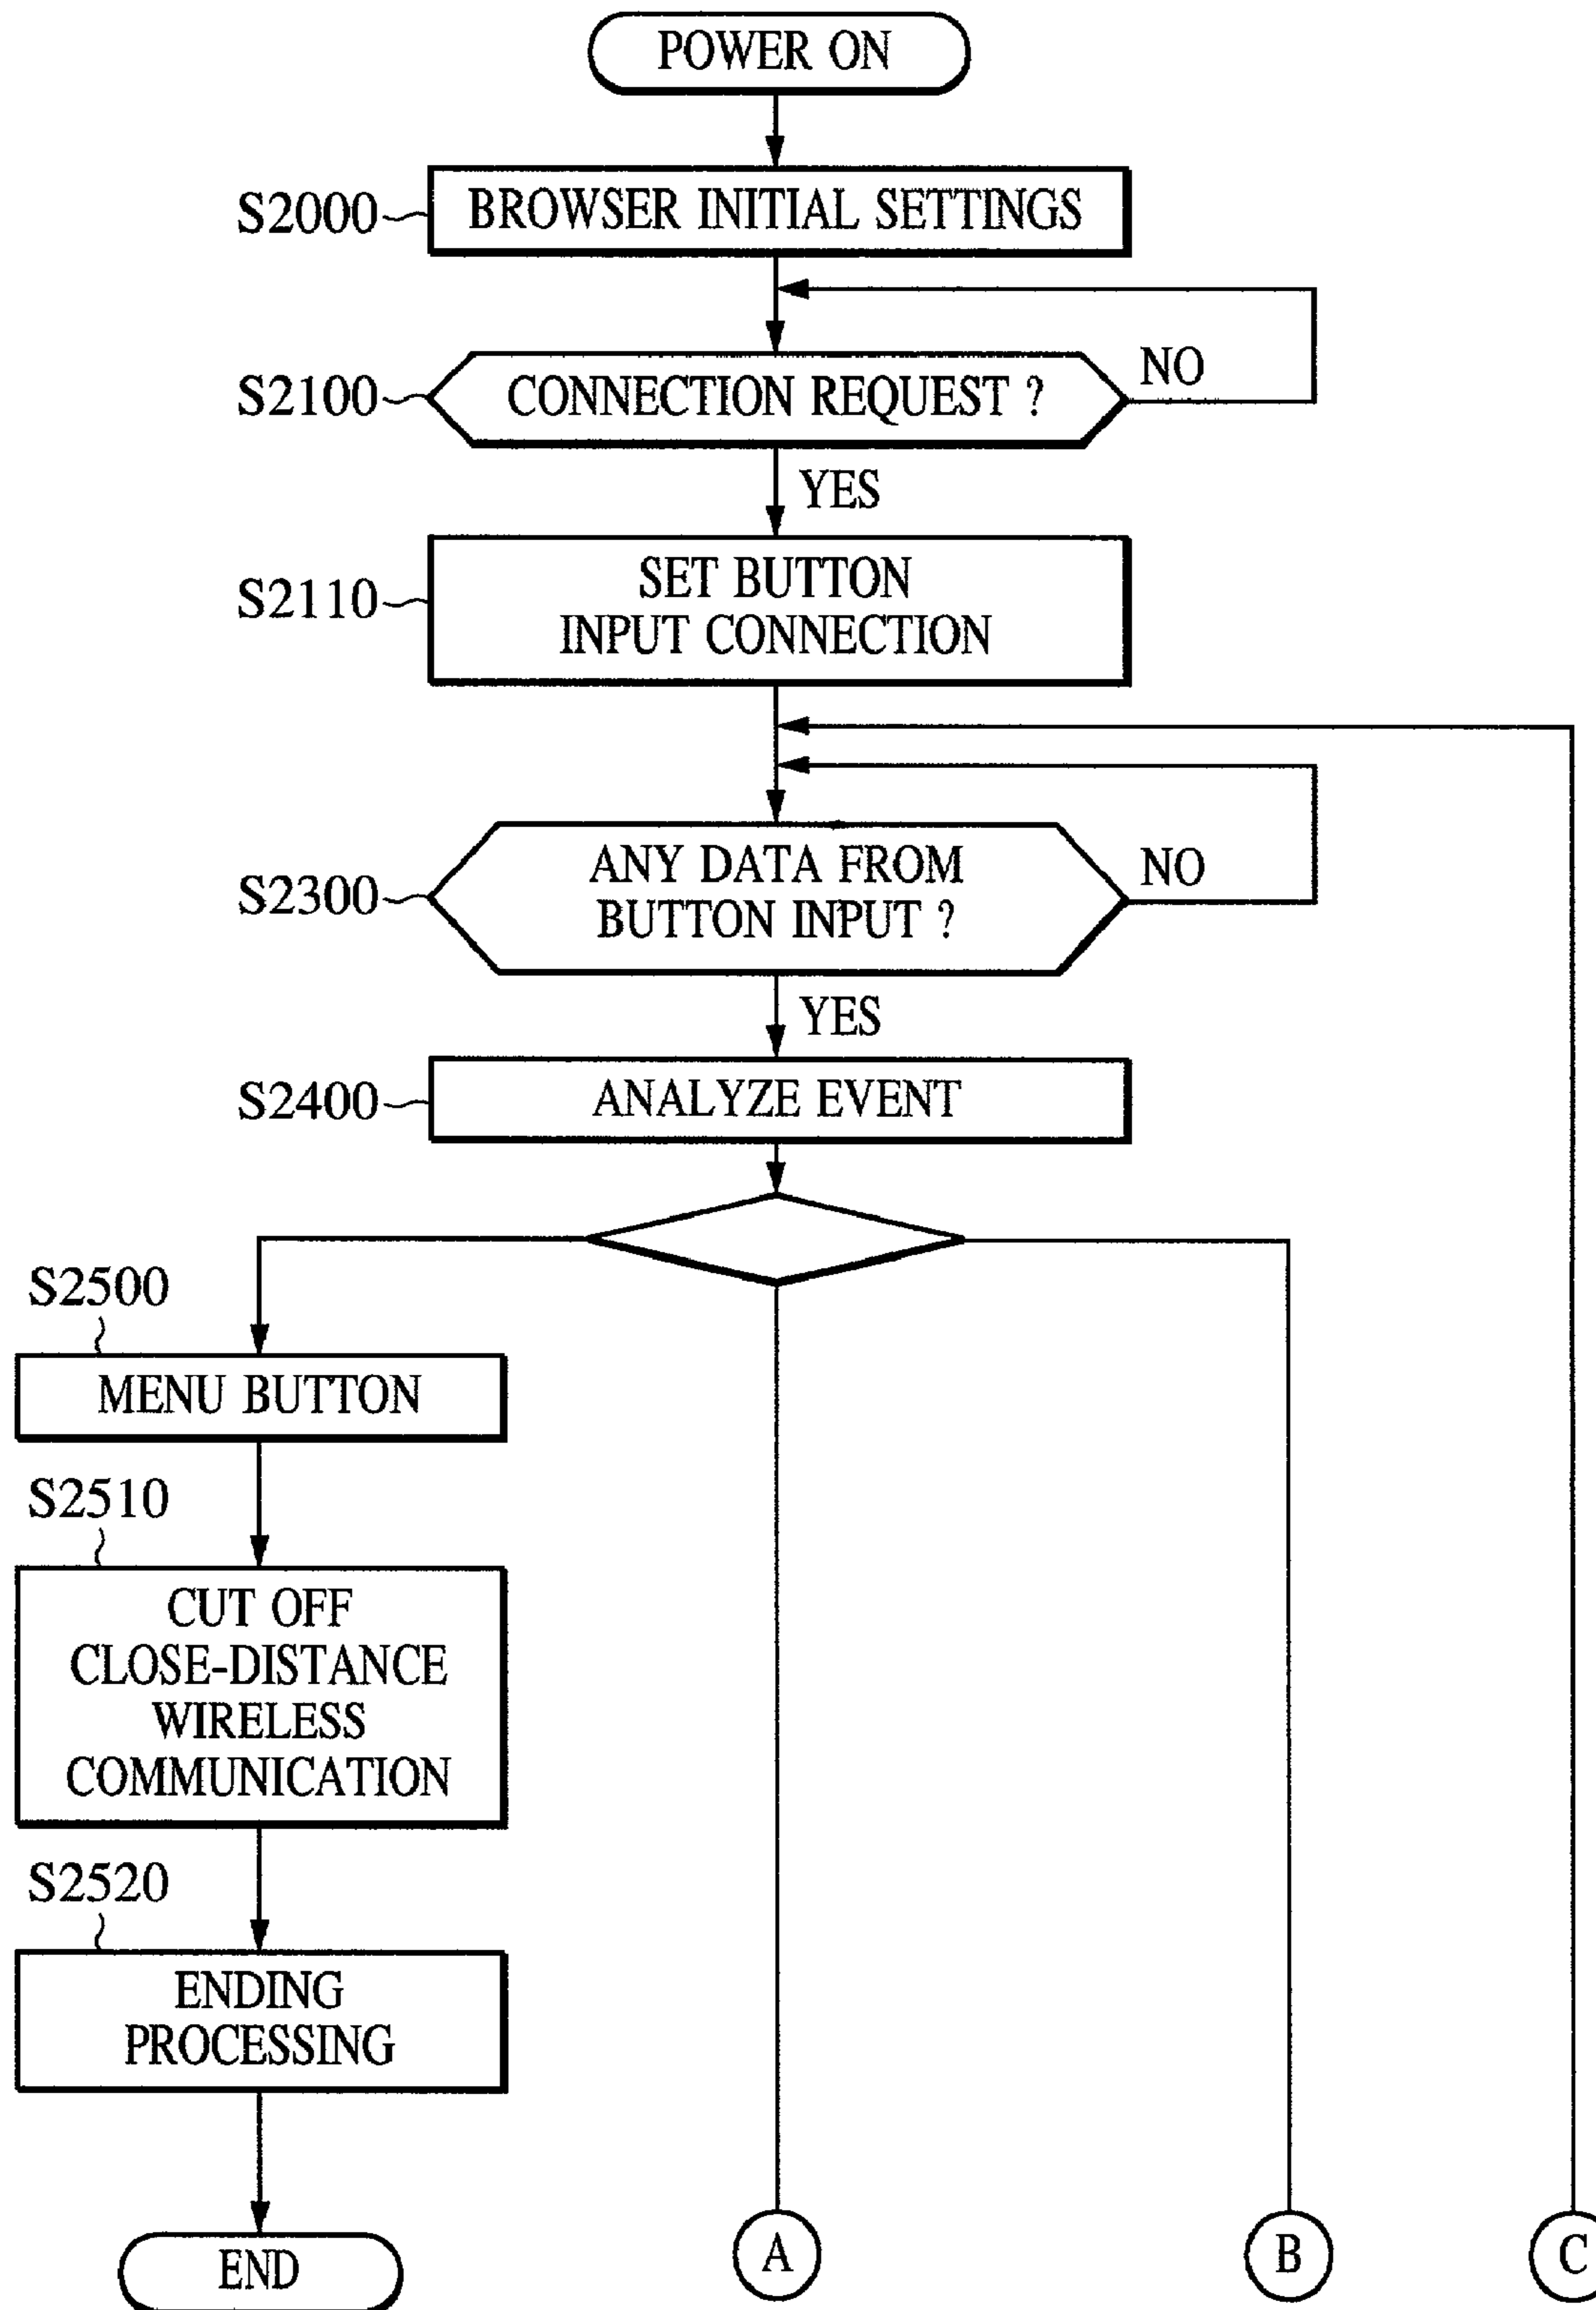 POWER ON
S2000
BROWSER INITIAL SETTINGS
S2100
CONNECTION REQUEST ?
NO
YES
S2110
SET BUTTON
INPUT CONNECTION
S2300
ANY DATA FROM
BUTTON INPUT ?
NO
YES
S2400
ANALYZE EVENT
S2500
MENU BUTTON
S2510
CUT OFF
CLOSE-DISTANCE
WIRELESS
COMMUNICATION
S2520
ENDING
PROCESSING
END
A
B
C